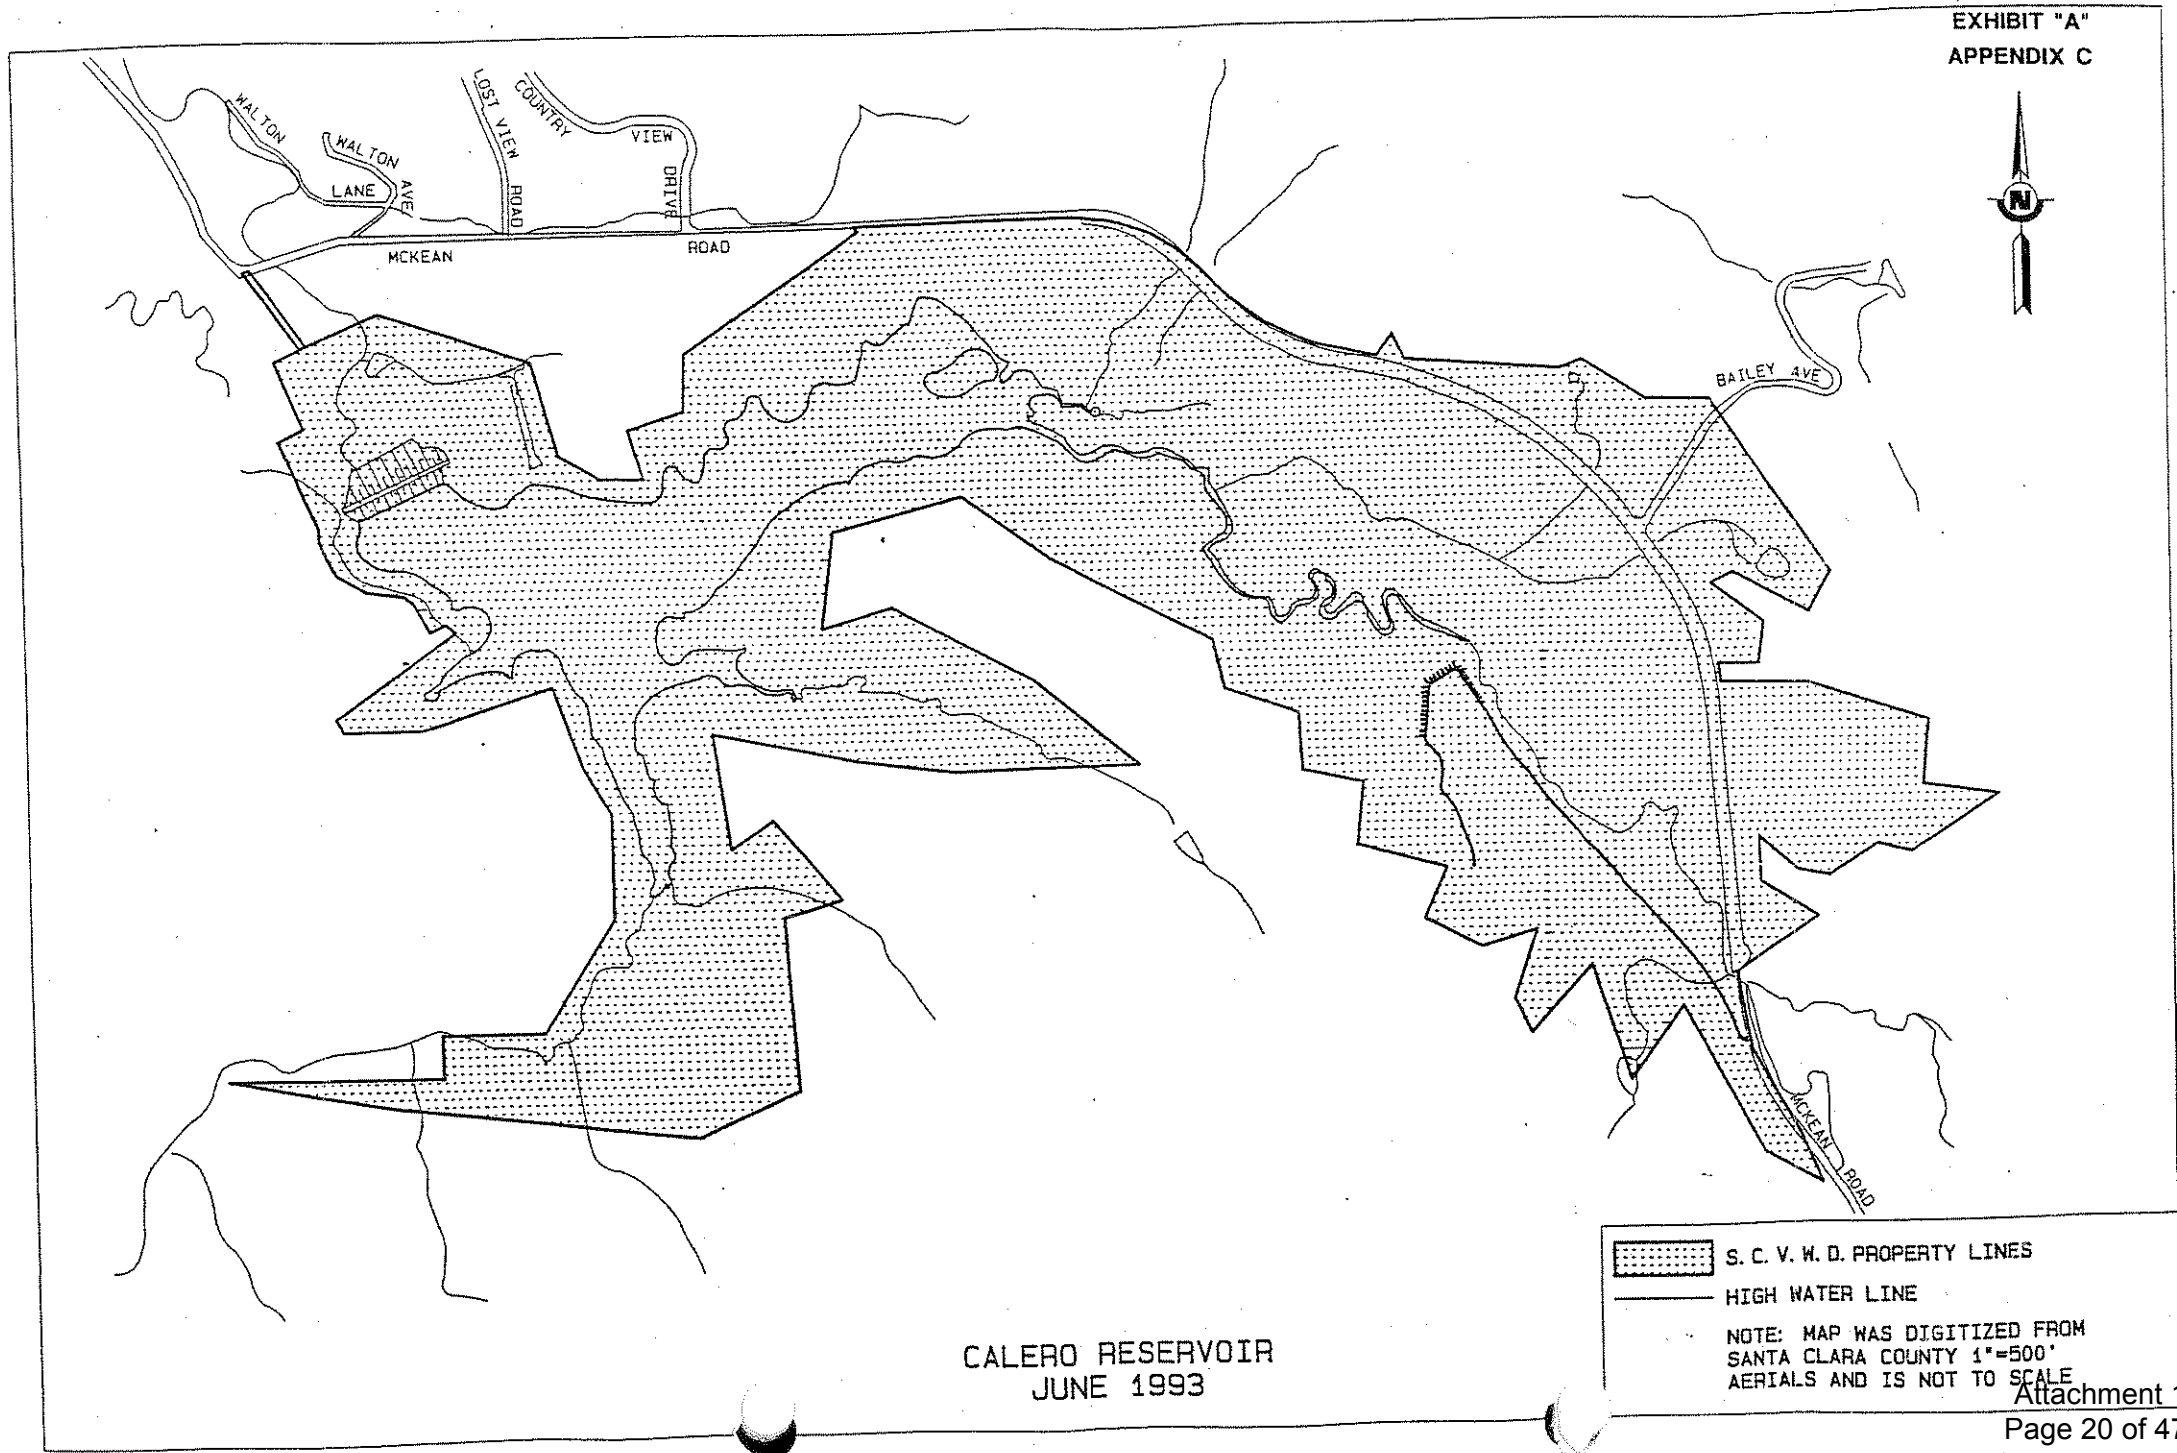 EXHIBIT "A"
APPENDIX C
WALTON
LANE
WALTON
AVE
LOST VIEW
ROAD
COUNTRY
VIEW
DRIVE
MCKEAN
ROAD
N
BAILEY AVE
MCKEAN
ROAD
S. C. V. W. D. PROPERTY LINES
HIGH WATER LINE
NOTE: MAP WAS DIGITIZED FROM
SANTA CLARA COUNTY 1"=500'
AERIALS AND IS NOT TO SCALE
CALERO RESERVOIR
JUNE 1993
Attachment 1
Page 20 of 47